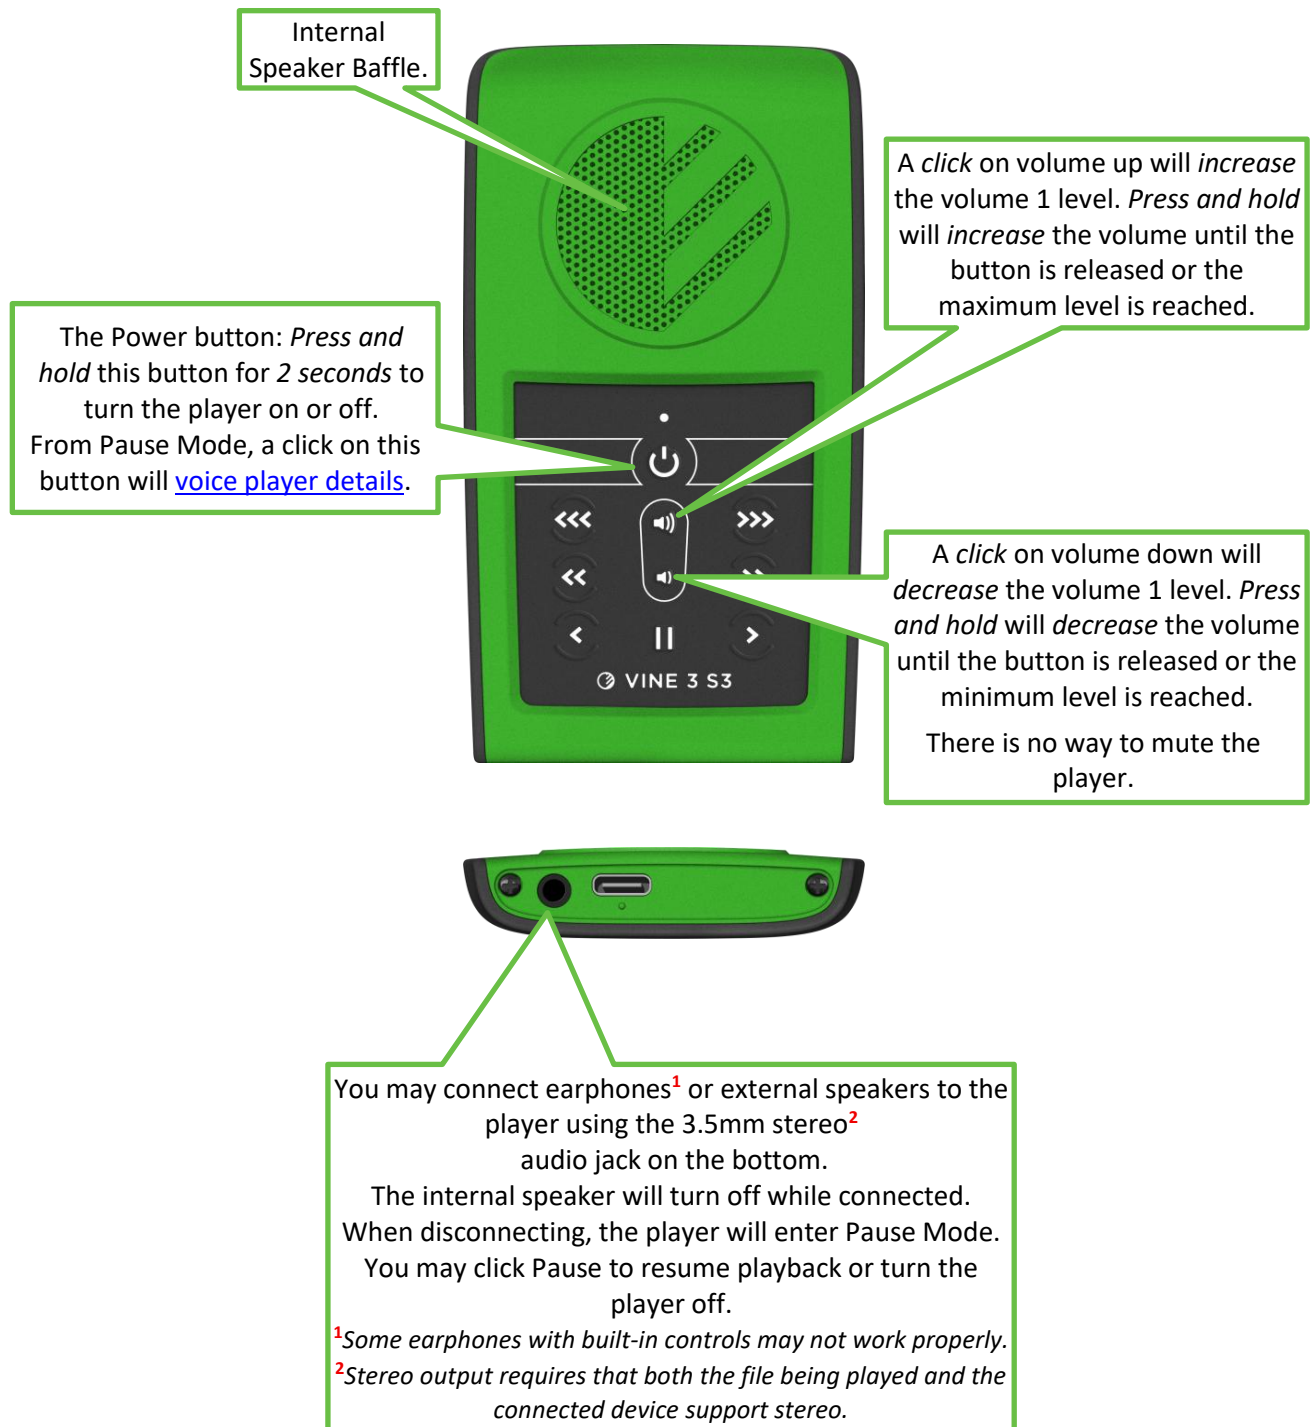 Internal
Speaker Baffle.
A click on volume up will increase
the volume 1 level. Press and hold
will increase the volume until the
button is released or the
maximum level is reached.
The Power button: Press and
hold this button for 2 seconds to
turn the player on or off.
From Pause Mode, a click on this
button will voice player details.
<<< >>>
<<
A click on volume down will
decrease the volume 1 level. Press
and hold will decrease the volume
until the button is released or the
minimum level is reached.
There is no way to mute the
player.
< >
VINE 3 S3
You may connect earphones¹ or external speakers to the
player using the 3.5mm stereo²
audio jack on the bottom.
The internal speaker will turn off while connected.
When disconnecting, the player will enter Pause Mode.
You may click Pause to resume playback or turn the
player off.
¹Some earphones with built-in controls may not work properly.
²Stereo output requires that both the file being played and the
connected device support stereo.